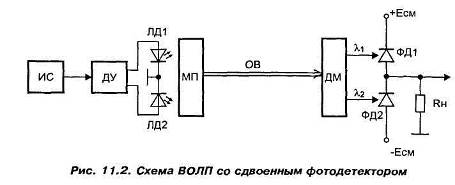 +Eсм
ЛД1
λ1
ФД1
ИС
ДУ
МП
ОВ
ДМ
λ2
ФД2
Rн
ЛД2
-Eсм
Рис. 11.2. Схема ВОЛП со сдвоенным фотодетектором